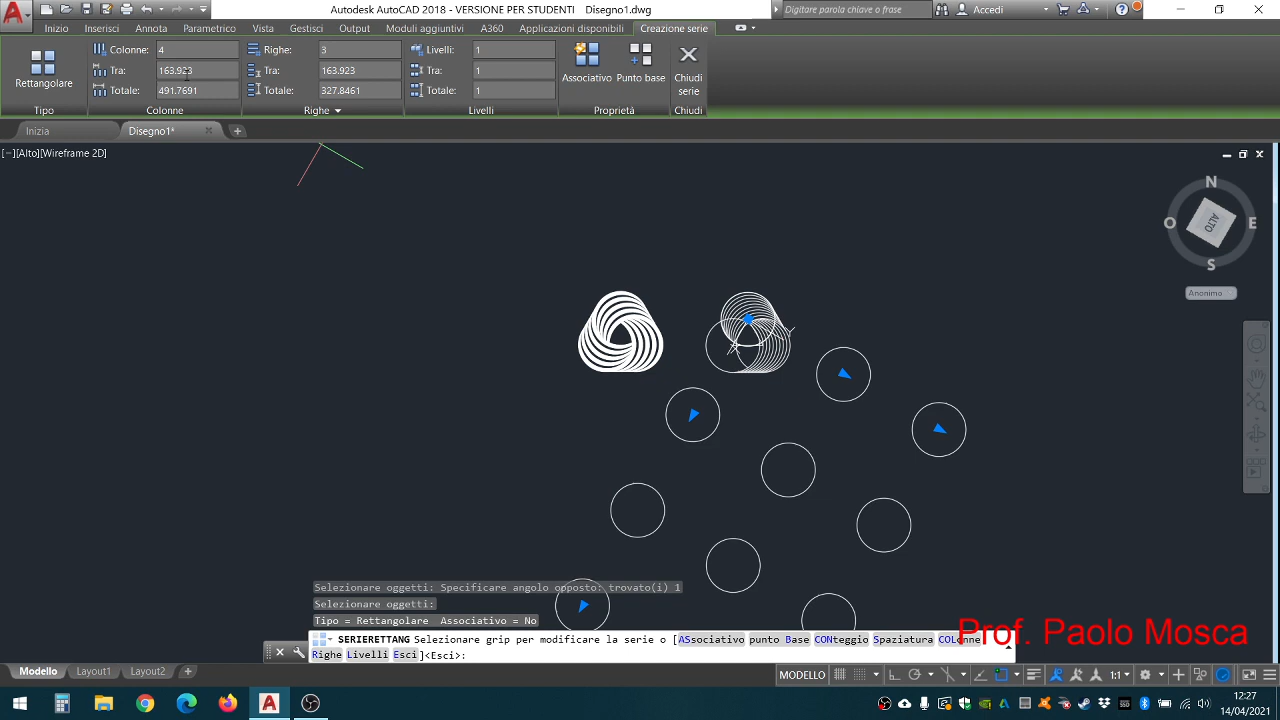 Autodesk AutoCAD 2018 - VERSIONE PER STUDENTI Disegno1.dwg
Digitare parola chiave o frase
Accedi
Inizio Inserisci Annota Parametrico Vista Gestisci Output Moduli aggiuntivi A360 Applicazioni disponibili Creazione serie
Colonne: 4 Righe: 3 Livelli: 1
Tra: 163.923 Tra: 163.923 Tra: 1
Totale: 491.7691 Totale: 327.8461 Totale: 1
Rettangolare
Associativo Punto base Chiudi
serie
Tipo Colonne Righe Livelli Proprietà Chiudi
Inizia Disegno1*
[−][Alto][Wireframe 2D]
N
O ALTO E
S
Anonimo
Y
Selezionare oggetti: Specificare angolo opposto: trovato(i) 1
Selezionare oggetti:
Tipo = Rettangolare Associativo = No
SERIERETTANG Selezionare grip per modificare la serie o [ASsociativo punto Base CONteggio Spaziatura COLonne
Righe Livelli Esci]<Esci>:
Prof. Paolo Mosca
Modello Layout1 Layout2
MODELLO 1:1
12:27
14/04/2021